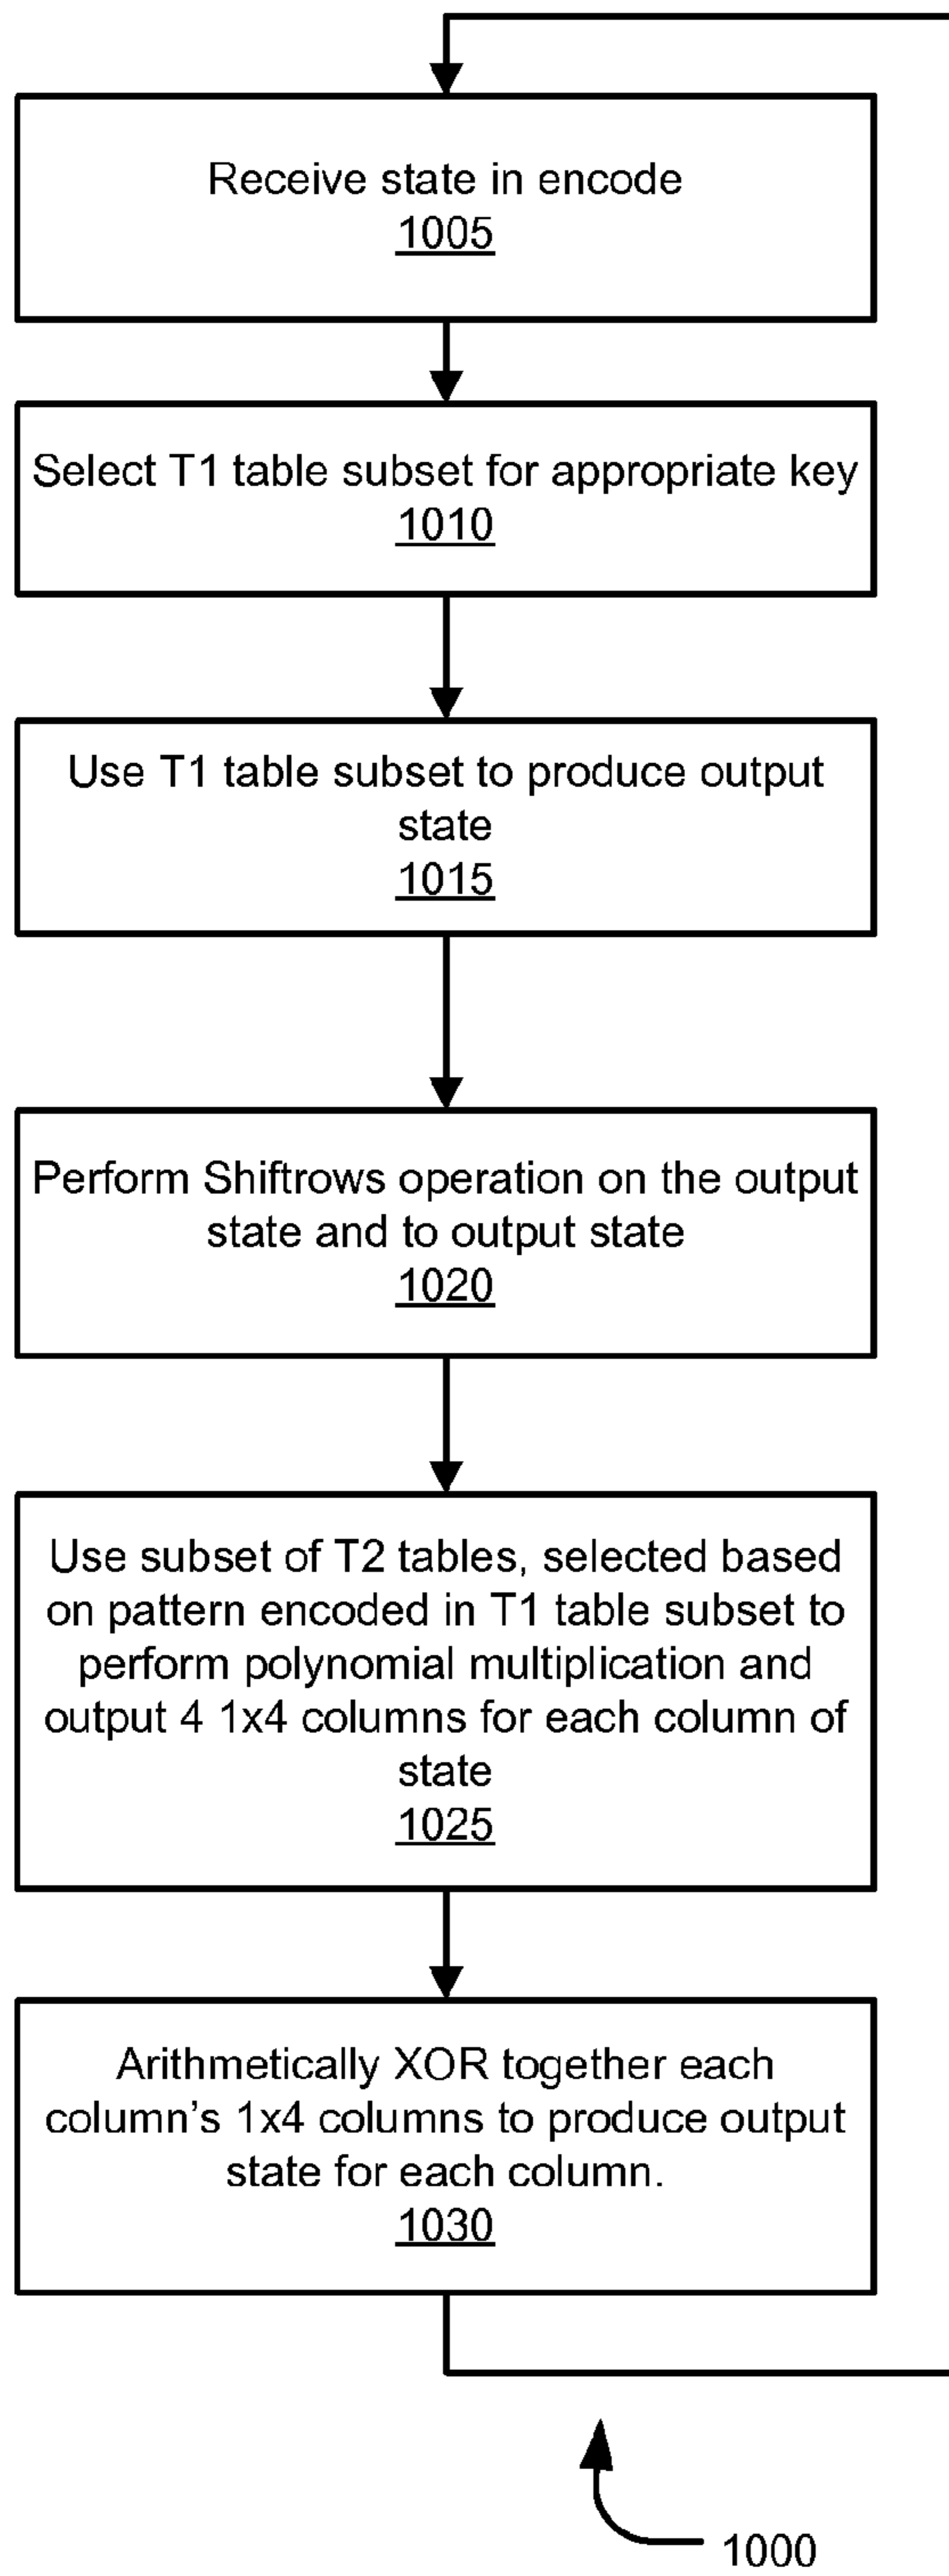 Receive state in encode
1005
Select T1 table subset for appropriate key
1010
Use T1 table subset to produce output
state
1015
Perform Shiftrows operation on the output
state and to output state
1020
Use subset of T2 tables, selected based
on pattern encoded in T1 table subset to
perform polynomial multiplication and
output 4 1x4 columns for each column of
state
1025
Arithmetically XOR together each
column's 1x4 columns to produce output
state for each column.
1030
1000